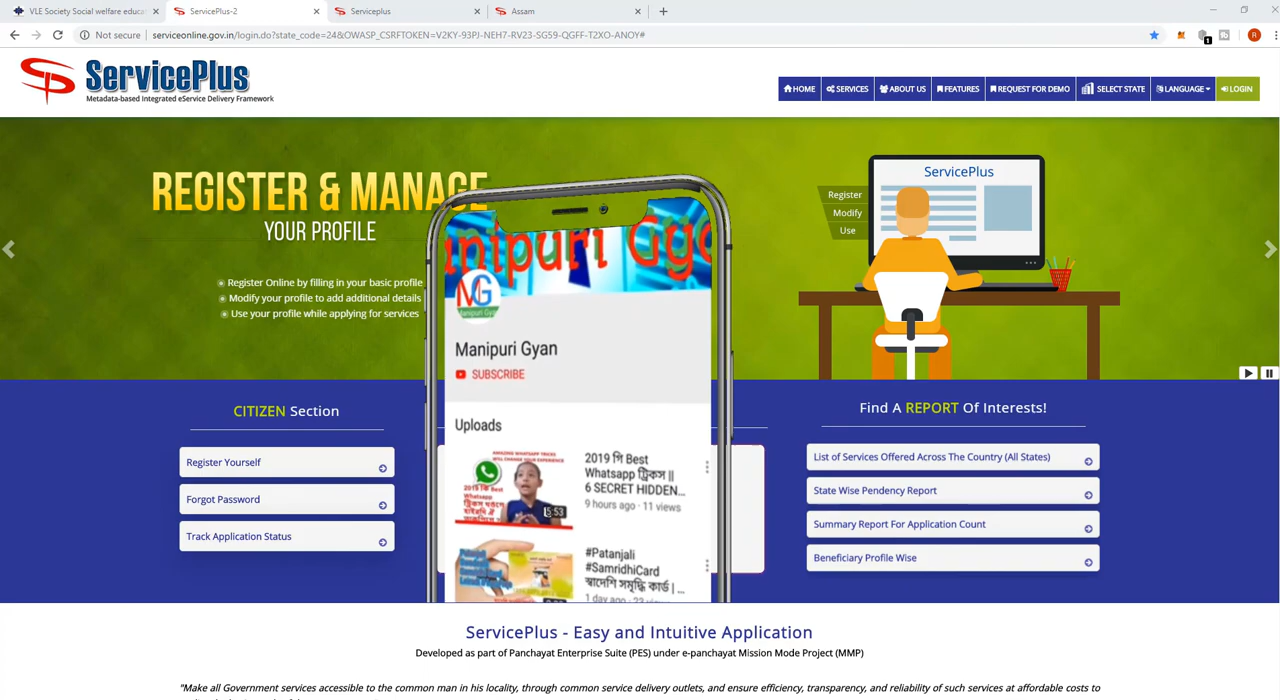 VLE Society Social welfare educa
ServicePlus-2
Serviceplus
Assam
Not secure
serviceonline.gov.in/login.do?state_code=24&OWASP_CSRFTOKEN=V2KY-93PJ-NEH7-RV23-SG59-QGFF-T2XO-ANOY#
R
1
ServicePlus
Metadata-based Integrated eService Delivery Framework
HOME
SERVICES
ABOUT US
FEATURES
REQUEST FOR DEMO
SELECT STATE
LANGUAGE
LOGIN
REGISTER & MANAGE
YOUR PROFILE
Register Online by filling in your basic profile
Modify your profile to add additional details
Use your profile while applying for services
ServicePlus
Register
Modify
Use
anipuri Gya
MG
Manipuri Gyan
Manipuri Gyan
SUBSCRIBE
Uploads
2019 পি Best
Whatsapp ট্রিকস ||
6 SECRET HIDDEN...
9 hours ago · 11 views
5:53
#Patanjali
#SamridhiCard
স্বাদেশি সমৃদ্ধি কার্ড | ...
CITIZEN Section
Register Yourself
Forgot Password
Track Application Status
Find A REPORT Of Interests!
List of Services Offered Across The Country (All States)
State Wise Pendency Report
Summary Report For Application Count
Beneficiary Profile Wise
ServicePlus - Easy and Intuitive Application
Developed as part of Panchayat Enterprise Suite (PES) under e-panchayat Mission Mode Project (MMP)
"Make all Government services accessible to the common man in his locality, through common service delivery outlets, and ensure efficiency, transparency, and reliability of such services at affordable costs to